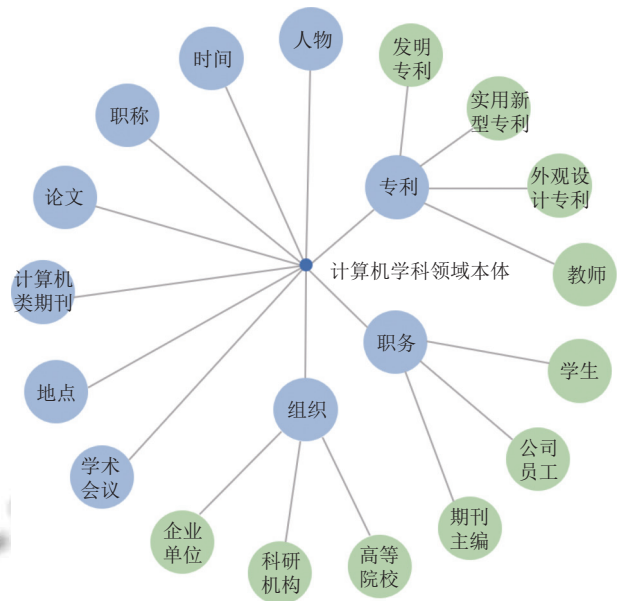 人物
时间
职称
论文
计算机
类期刊
地点
学术
会议
发明
专利
实用新
型专利
外观设
计专利
教师
专利
计算机学科领域本体
职务
学生
公司
员工
期刊
主编
组织
企业
单位
科研
机构
高等
院校